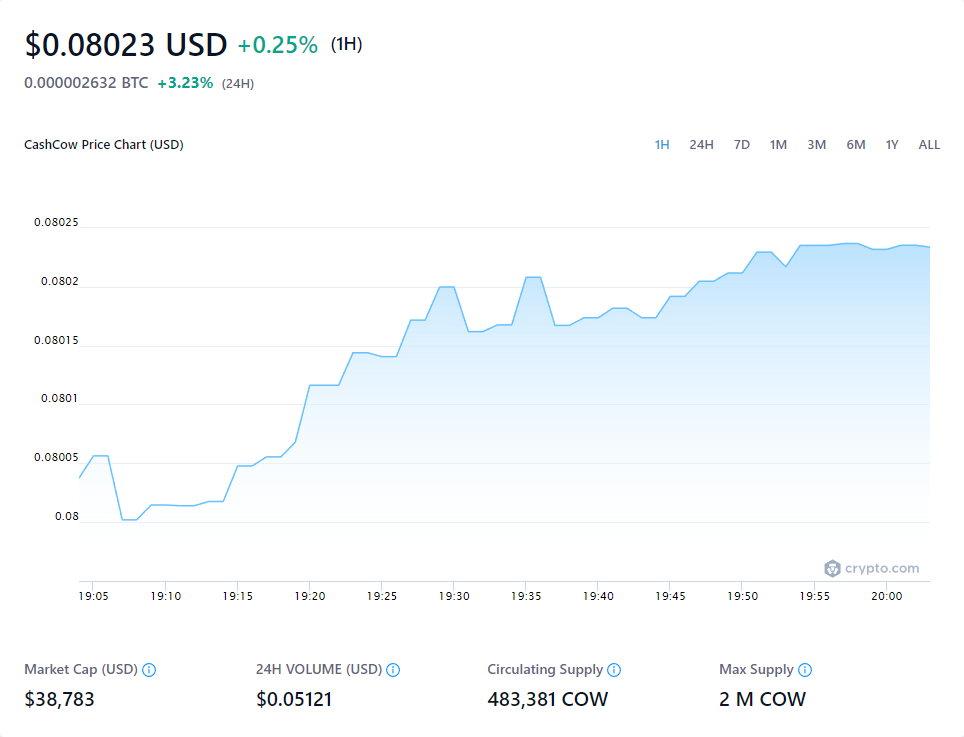 $0.08023 USD +0.25% (1H)
0.000002632 BTC +3.23% (24H)
CashCow Price Chart (USD)
1H 24H 7D 1M 3M 6M 1Y ALL
0.08025
0.0802
0.08015
0.0801
0.08005
0.08
crypto.com
19:05 19:10 19:15 19:20 19:25 19:30 19:35 19:40 19:45 19:50 19:55 20:00
Market Cap (USD) 24H VOLUME (USD) Circulating Supply Max Supply
$38,783 $0.05121 483,381 COW 2 M COW